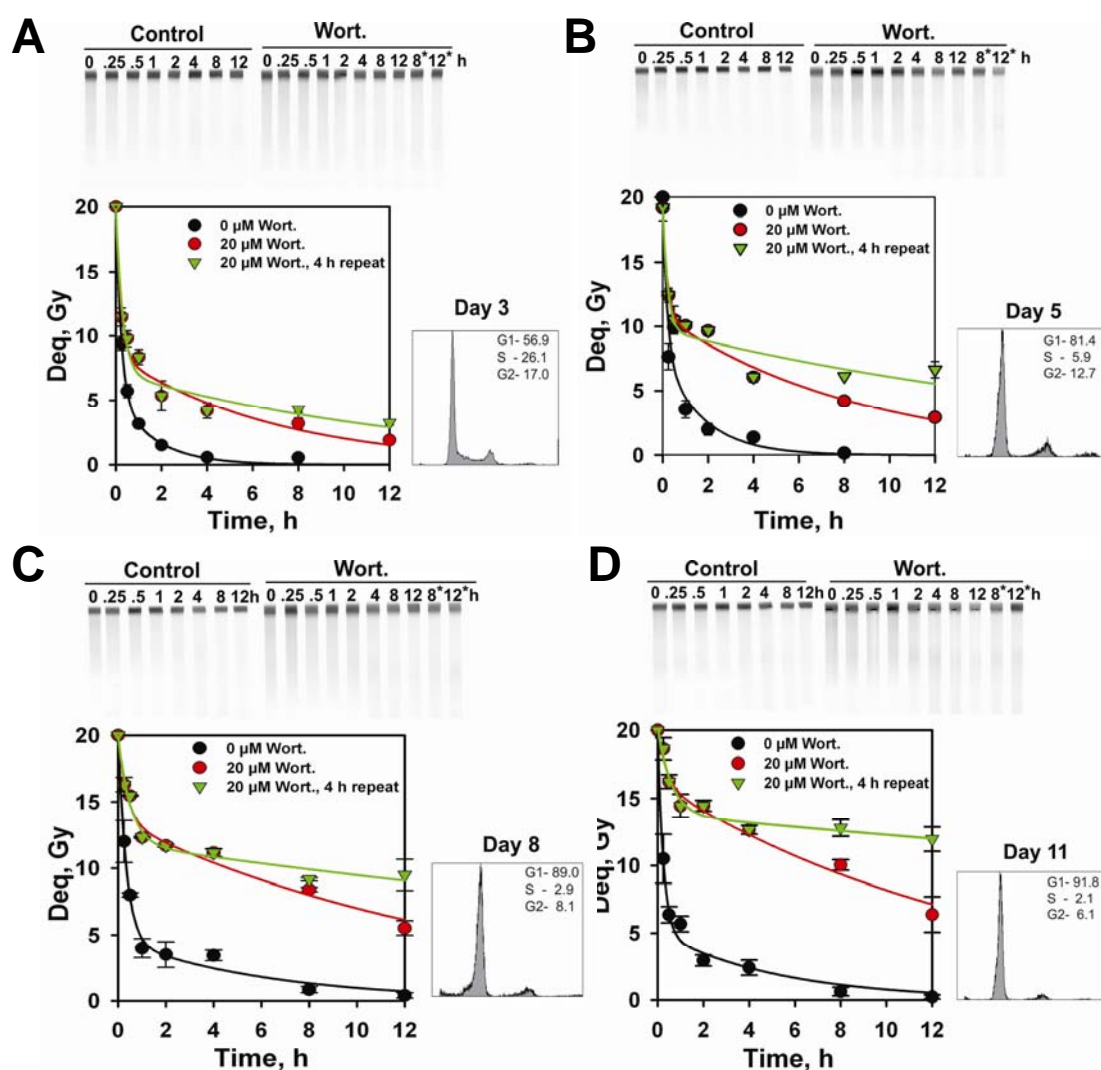 A
Control Wort.
0 .25 .5 1 2 4 8 12 0 .25 .5 1 2 4 8 12 8* 12* h
20
15
10
5
0
Deq, Gy
0 µM Wort.
20 µM Wort.
20 µM Wort., 4 h repeat
0 2 4 6 8 10 12
Time, h
Day 3
G1- 56.9
S - 26.1
G2- 17.0
B
Control Wort.
0 .25 .5 1 2 4 8 12 0 .25 .5 1 2 4 8 12 8* 12* h
20
15
10
5
0
Deq, Gy
0 µM Wort.
20 µM Wort.
20 µM Wort., 4 h repeat
0 2 4 6 8 10 12
Time, h
Day 5
G1- 81.4
S - 5.9
G2- 12.7
C
Control Wort.
0 .25 .5 1 2 4 8 12h 0 .25 .5 1 2 4 8 12 8* 12* h
20
15
10
5
0
Deq, Gy
0 µM Wort.
20 µM Wort.
20 µM Wort., 4 h repeat
0 2 4 6 8 10 12
Time, h
Day 8
G1- 89.0
S - 2.9
G2- 8.1
D
Control Wort.
0 .25 .5 1 2 4 8 12h 0 .25 .5 1 2 4 8 12 8* 12* h
20
15
10
5
0
Deq, Gy
0 µM Wort.
20 µM Wort.
20 µM Wort., 4 h repeat
0 2 4 6 8 10 12
Time, h
Day 11
G1- 91.8
S - 2.1
G2- 6.1